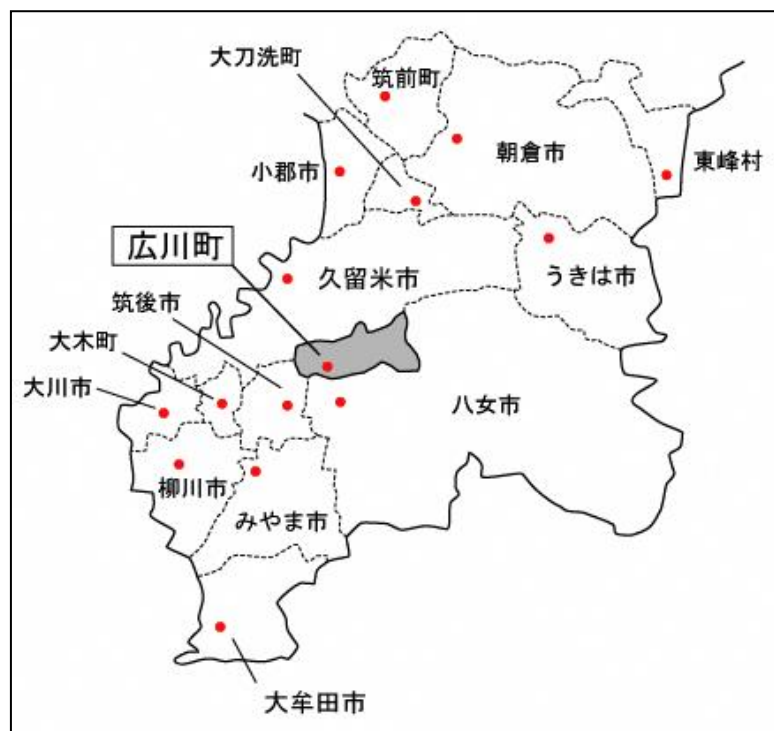 大刀洗町
筑前町
朝倉市
東峰村
小郡市
広川町
久留米市
うきは市
筑後市
大木町
大川市
八女市
柳川市
みやま市
大牟田市